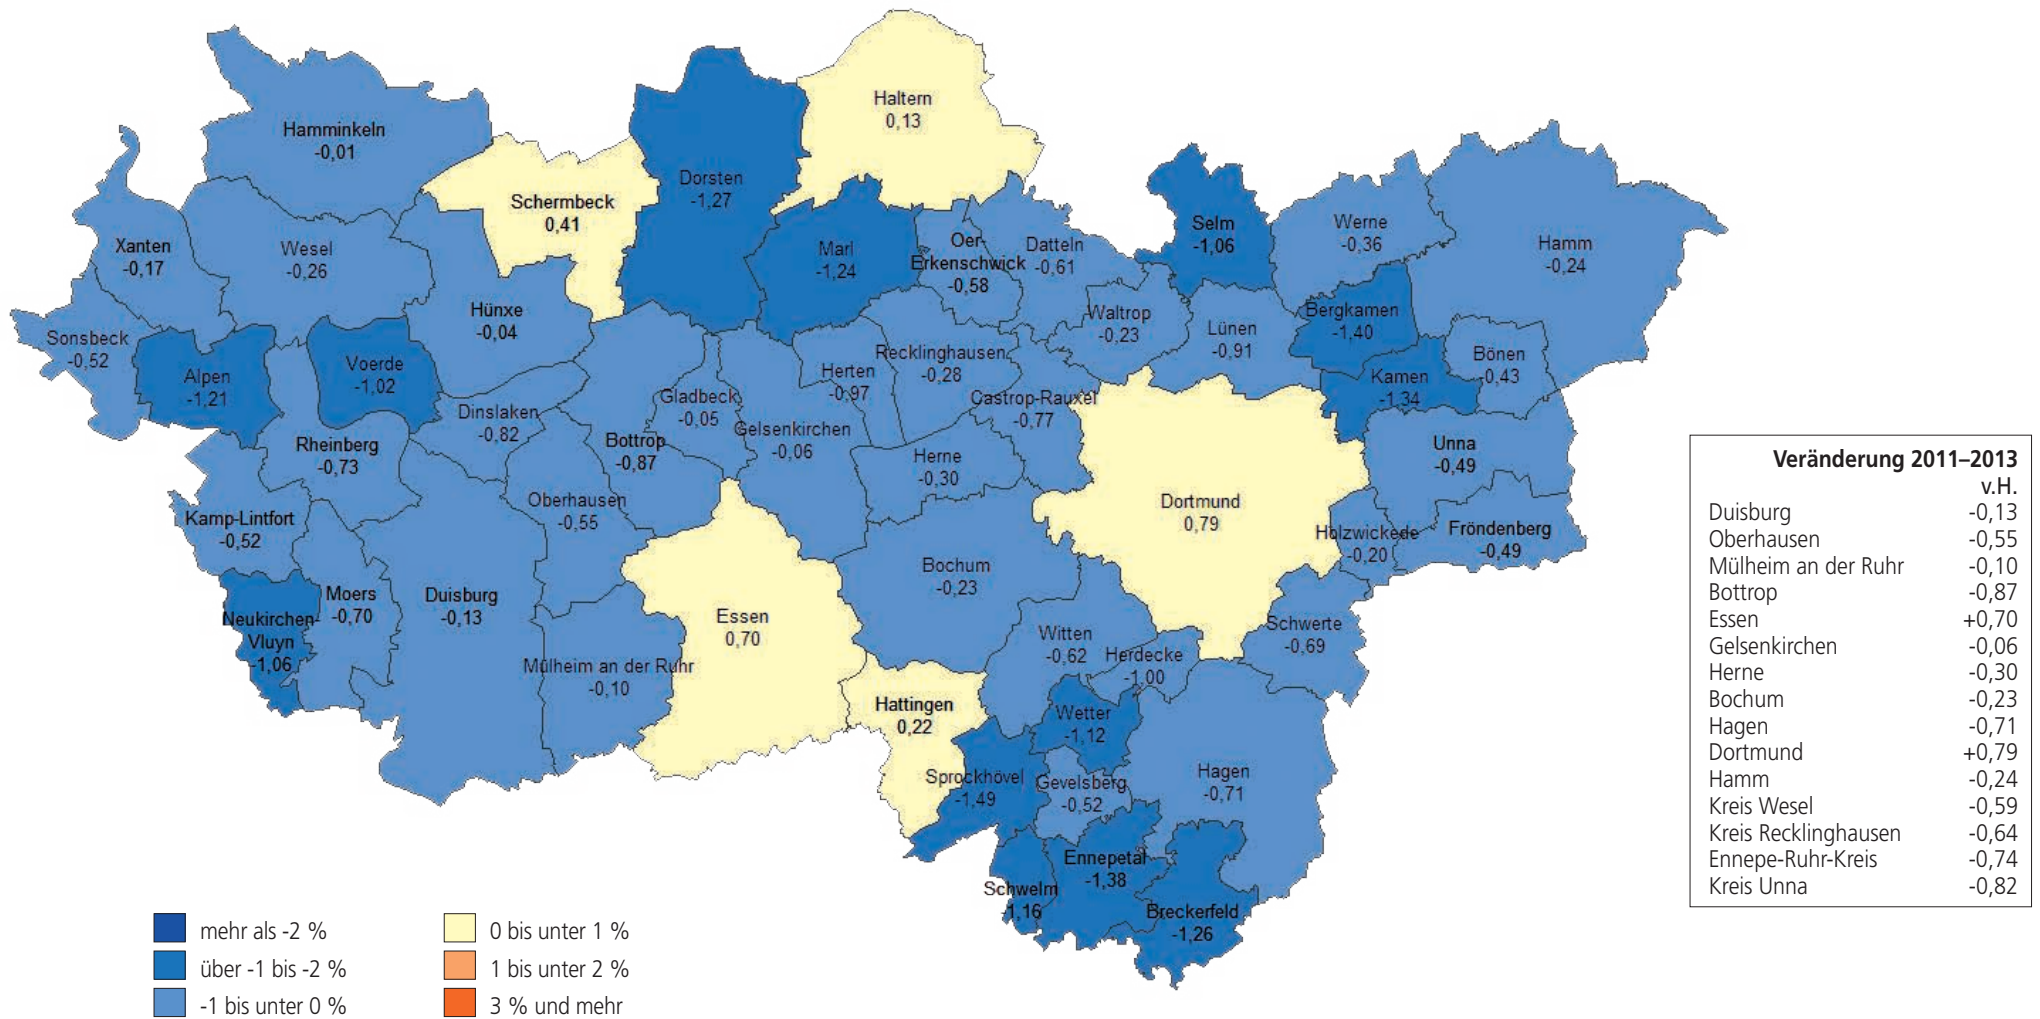 Haltern
0,13
Hamminkeln
-0,01
Dorsten
-1,27
Schermbeck
0,41
Selm
-1,06
Werne
-0,36
Hamm
-0,24
Xanten
-0,17
Wesel
-0,26
Marl
-1,24
Oer-
Erkenschwick
-0,58
Datteln
-0,61
Hünxe
-0,04
Bergkamen
-1,40
Waltrop
-0,23
Lünen
-0,91
Sonsbeck
-0,52
Alpen
-1,21
Voerde
-1,02
Recklinghausen
-0,28
Herten
-0,97
Bönen
-0,43
Kamen
-1,34
Gladbeck
-0,05
Castrop-Rauxel
-0,77
Dinslaken
-0,82
Gelsenkirchen
-0,06
Bottrop
-0,87
Rheinberg
-0,73
Unna
-0,49
Herne
-0,30
Oberhausen
-0,55
Dortmund
0,79
Kamp-Lintfort
-0,52
Holzwickede
-0,20
Fröndenberg
-0,49
Bochum
-0,23
Moers
-0,70
Duisburg
-0,13
Neukirchen-
Vluyn
-1,06
Essen
0,70
Schwerte
-0,69
Witten
-0,62
Herdecke
-1,00
Mülheim an der Ruhr
-0,10
Hattingen
0,22
Wetter
-1,12
Sprockhövel
-1,49
Gevelsberg
-0,52
Hagen
-0,71
Ennepetal
-1,38
Schwelm
-1,16
Breckerfeld
-1,26
mehr als -2 %
über -1 bis -2 %
-1 bis unter 0 %
0 bis unter 1 %
1 bis unter 2 %
3 % und mehr
Veränderung 2011–2013
v.H.
Duisburg -0,13
Oberhausen -0,55
Mülheim an der Ruhr -0,10
Bottrop -0,87
Essen +0,70
Gelsenkirchen -0,06
Herne -0,30
Bochum -0,23
Hagen -0,71
Dortmund +0,79
Hamm -0,24
Kreis Wesel -0,59
Kreis Recklinghausen -0,64
Ennepe-Ruhr-Kreis -0,74
Kreis Unna -0,82